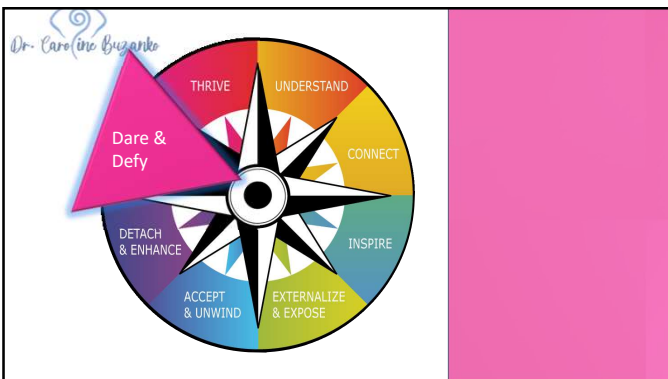 Dr. Caroline Buzanko
THRIVE
UNDERSTAND
Dare &
Defy
CONNECT
DETACH
& ENHANCE
INSPIRE
ACCEPT
& UNWIND
EXTERNALIZE
& EXPOSE